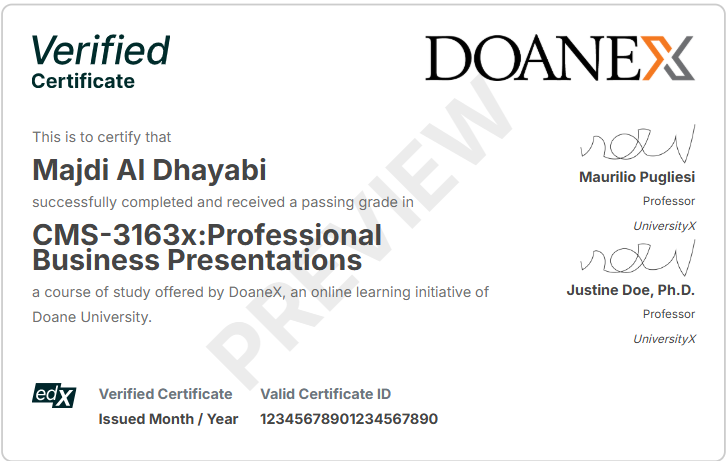 Verified
Certificate
DOANEX
This is to certify that
Majdi Al Dhayabi
successfully completed and received a passing grade in
CMS-3163x:Professional
Business Presentations
a course of study offered by DoaneX, an online learning initiative of
Doane University.
PREVIEW
Maurilio Pugliesi
Professor
UniversityX
Justine Doe, Ph.D.
Professor
UniversityX
edX
Verified Certificate
Issued Month / Year
Valid Certificate ID
12345678901234567890